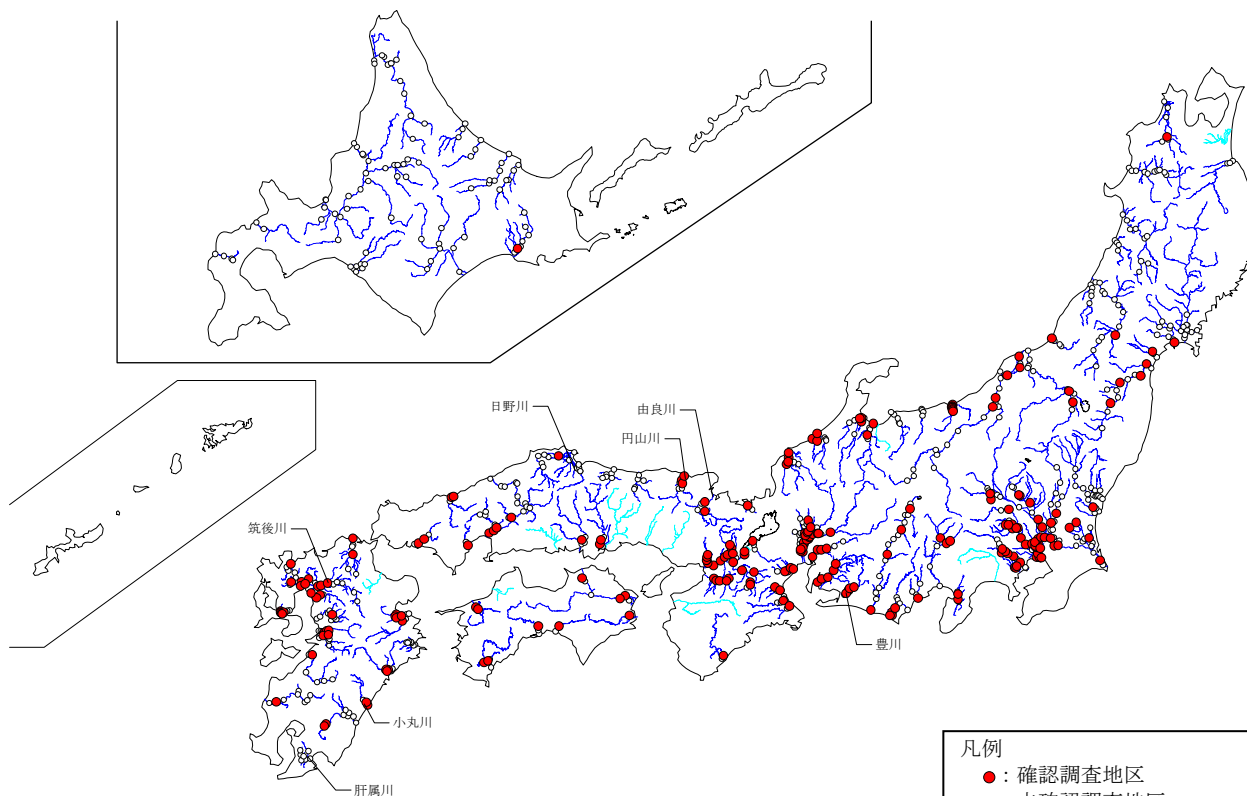 日野川
由良川
円山川
筑後川
豊川
小丸川
肝属川
凡例
●：確認調査地区